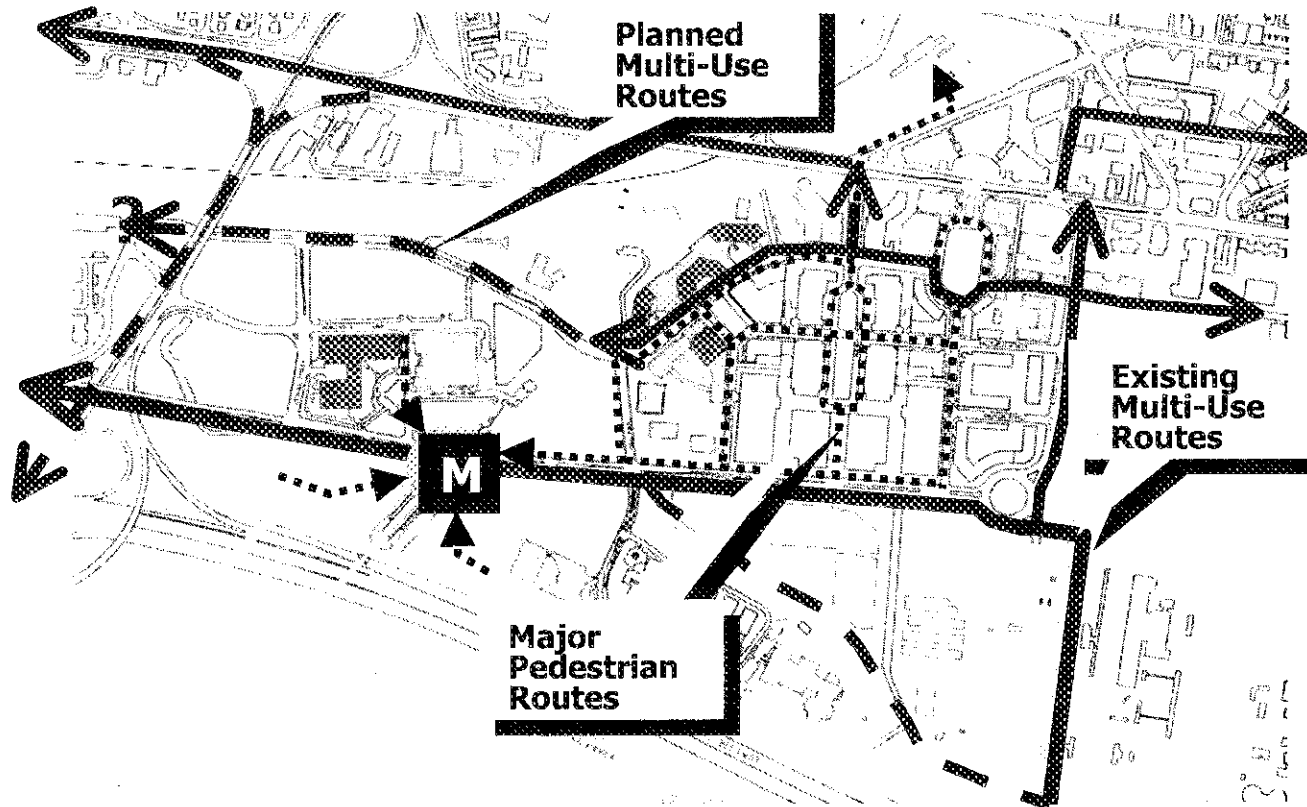 Planned
Multi-Use
Routes
?
Existing
Multi-Use
Routes
M
Major
Pedestrian
Routes